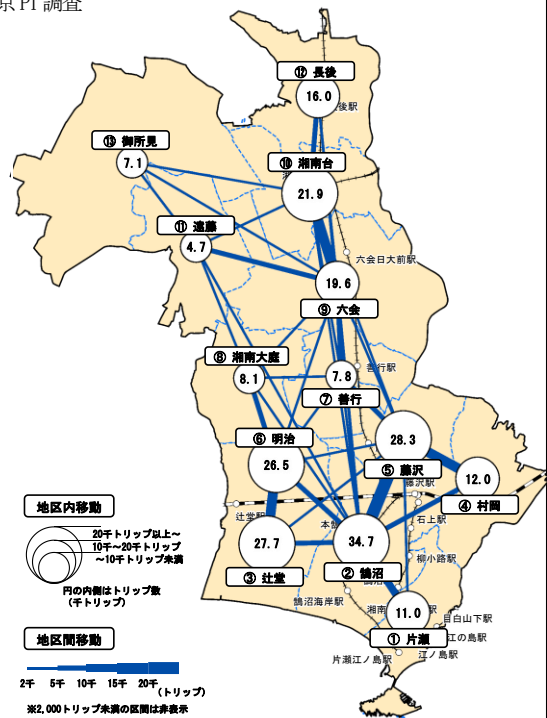 京PI 調査
⑫ 長後
16.0
後駅
⑬ 御所見
7.1
⑩ 湘南台
21.9
⑪ 遠藤
4.7
六会日大前駅
19.6
⑨ 六会
⑧ 湘南大庭
8.1
7.8
善行駅
⑦ 善行
⑥ 明治
26.5
28.3
⑤ 藤沢
藤沢駅
12.0
④ 村岡
地区内移動
20千トリップ以上~
10千~20千トリップ
~10千トリップ未満
円の内側はトリップ数
(千トリップ)
辻堂駅
27.7
③ 辻堂
本鵠
34.7
② 鵠沼
石上駅
柳小路駅
鵠沼海岸駅
湘南
駅
11.0
① 片瀬
目白山下駅
江の島駅
江ノ島駅
片瀬江ノ島駅
地区間移動
2千 5千 10千 15千 20千
(トリップ)
※2,000トリップ未満の区間は非表示